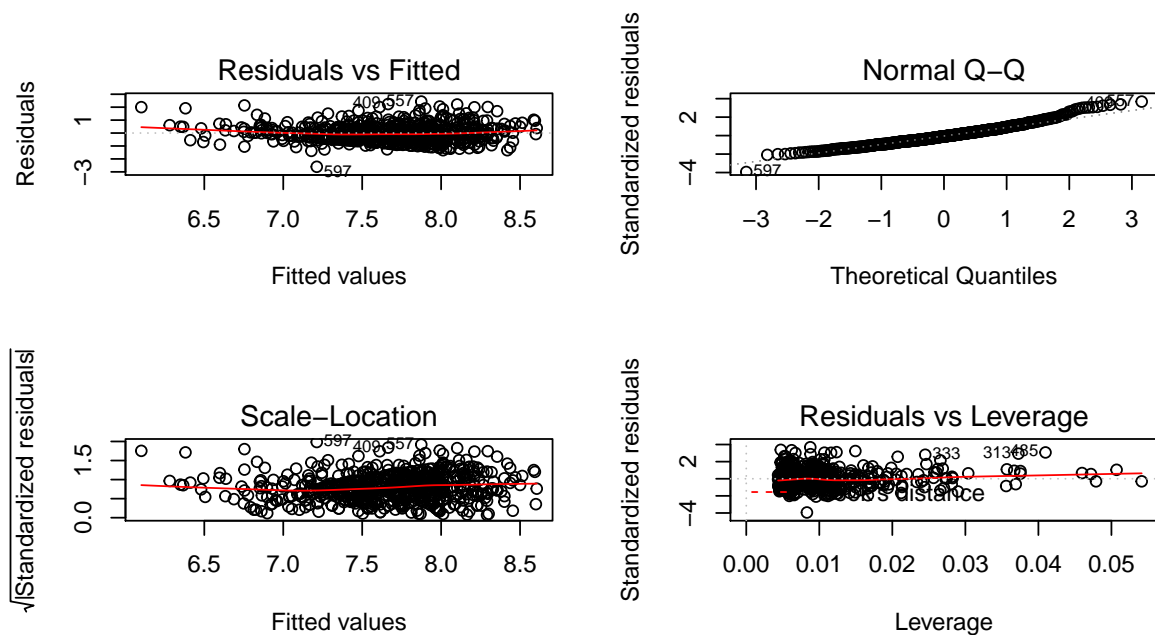 Residuals vs Fitted
Residuals
1
−3
409
557
597
6.5 7.0 7.5 8.0 8.5
Fitted values
Normal Q−Q
Standardized residuals
2
−4
557
597
−3 −2 −1 0 1 2 3
Theoretical Quantiles
Scale−Location
√|Standardized residuals|
1.5
0.0
597
409
557
6.5 7.0 7.5 8.0 8.5
Fitted values
Residuals vs Leverage
Standardized residuals
2
−4
333
distance
0.00 0.01 0.02 0.03 0.04 0.05
Leverage